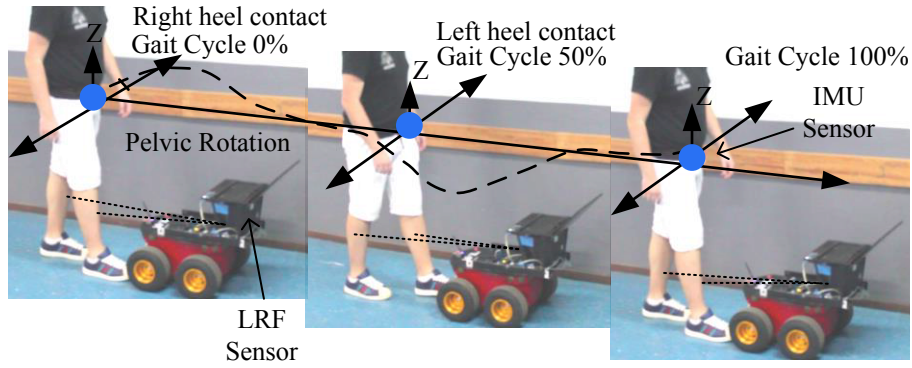 Right heel contact
Gait Cycle 0%
Z
Pelvic Rotation
LRF
Sensor
Left heel contact
Gait Cycle 50%
Z
Gait Cycle 100%
Z
IMU
Sensor